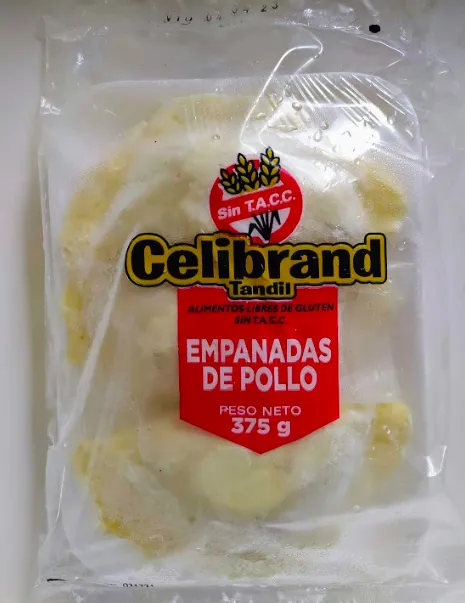 Sin T.A.C.C.
Celibrand
Tandil
ALIMENTOS LIBRES DE GLUTEN
SIN T.A.C.C.
EMPANADAS
DE POLLO
PESO NETO
375 g